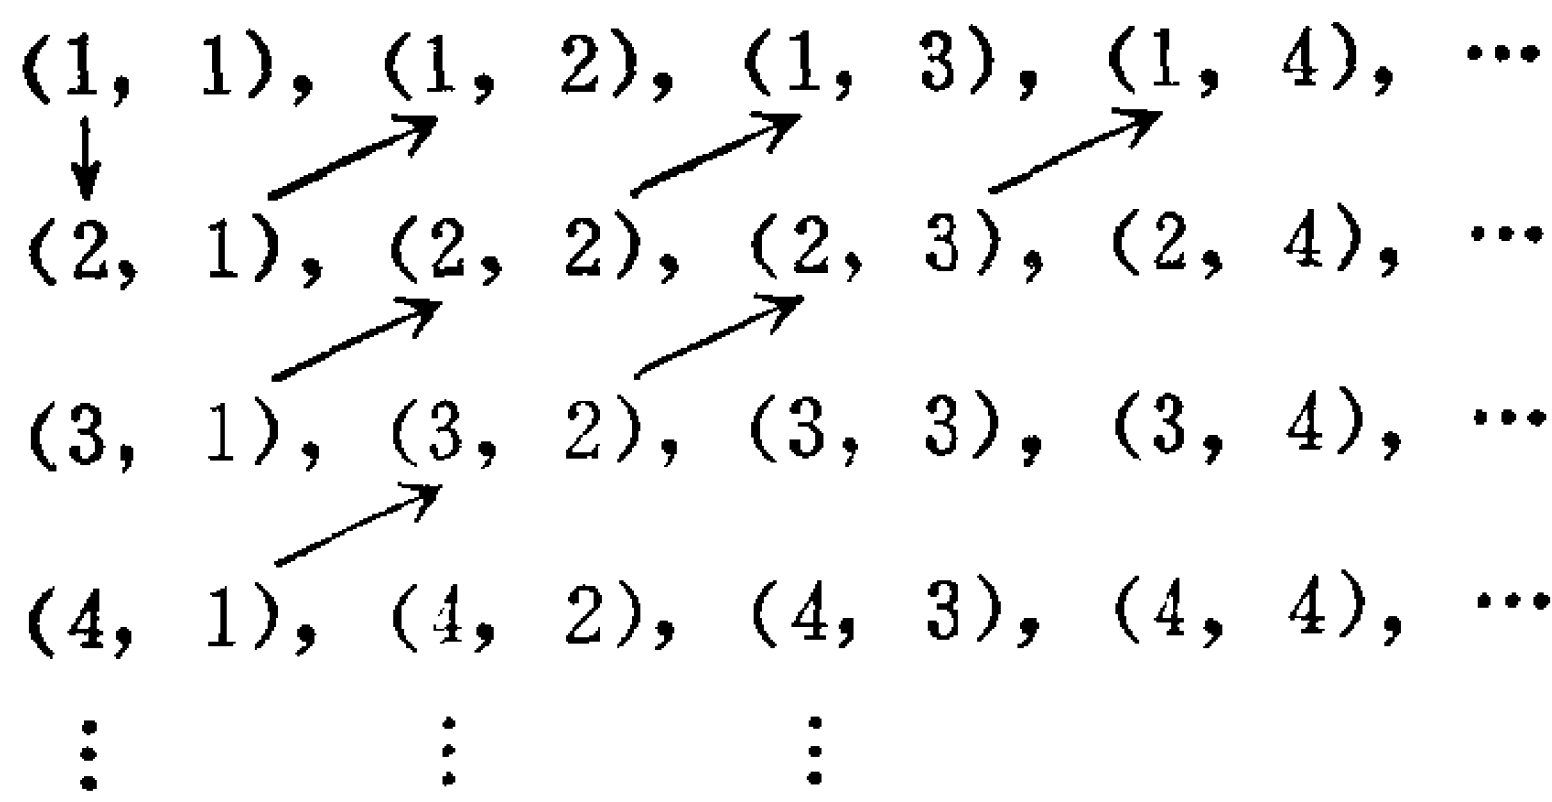 (1, 1), (1, 2), (1, 3), (1, 4), …
(2, 1), (2, 2), (2, 3), (2, 4), …
(3, 1), (3, 2), (3, 3), (3, 4), …
(4, 1), (4, 2), (4, 3), (4, 4), …
⋮ ⋮ ⋮